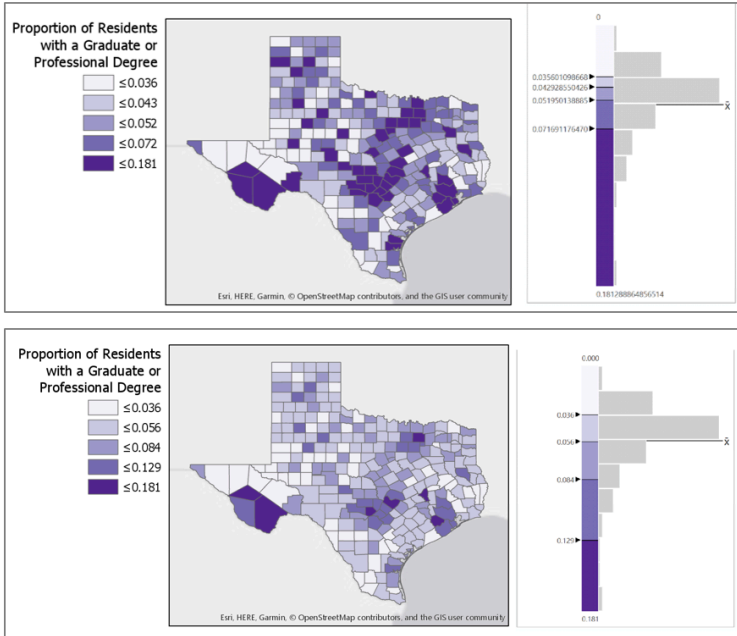 Proportion of Residents
with a Graduate or
Professional Degree
≤0.036
≤0.043
≤0.052
≤0.072
≤0.181
Esri, HERE, Garmin, © OpenStreetMap contributors, and the GIS user community
0
0.035601098668
0.042928550426
0.051950138885
x̄
0.071691176470
0.181288864856514
Proportion of Residents
with a Graduate or
Professional Degree
≤0.036
≤0.056
≤0.084
≤0.129
≤0.181
Esri, HERE, Garmin, © OpenStreetMap contributors, and the GIS user community
0.000
0.036
0.056
x̄
0.084
0.129
0.181